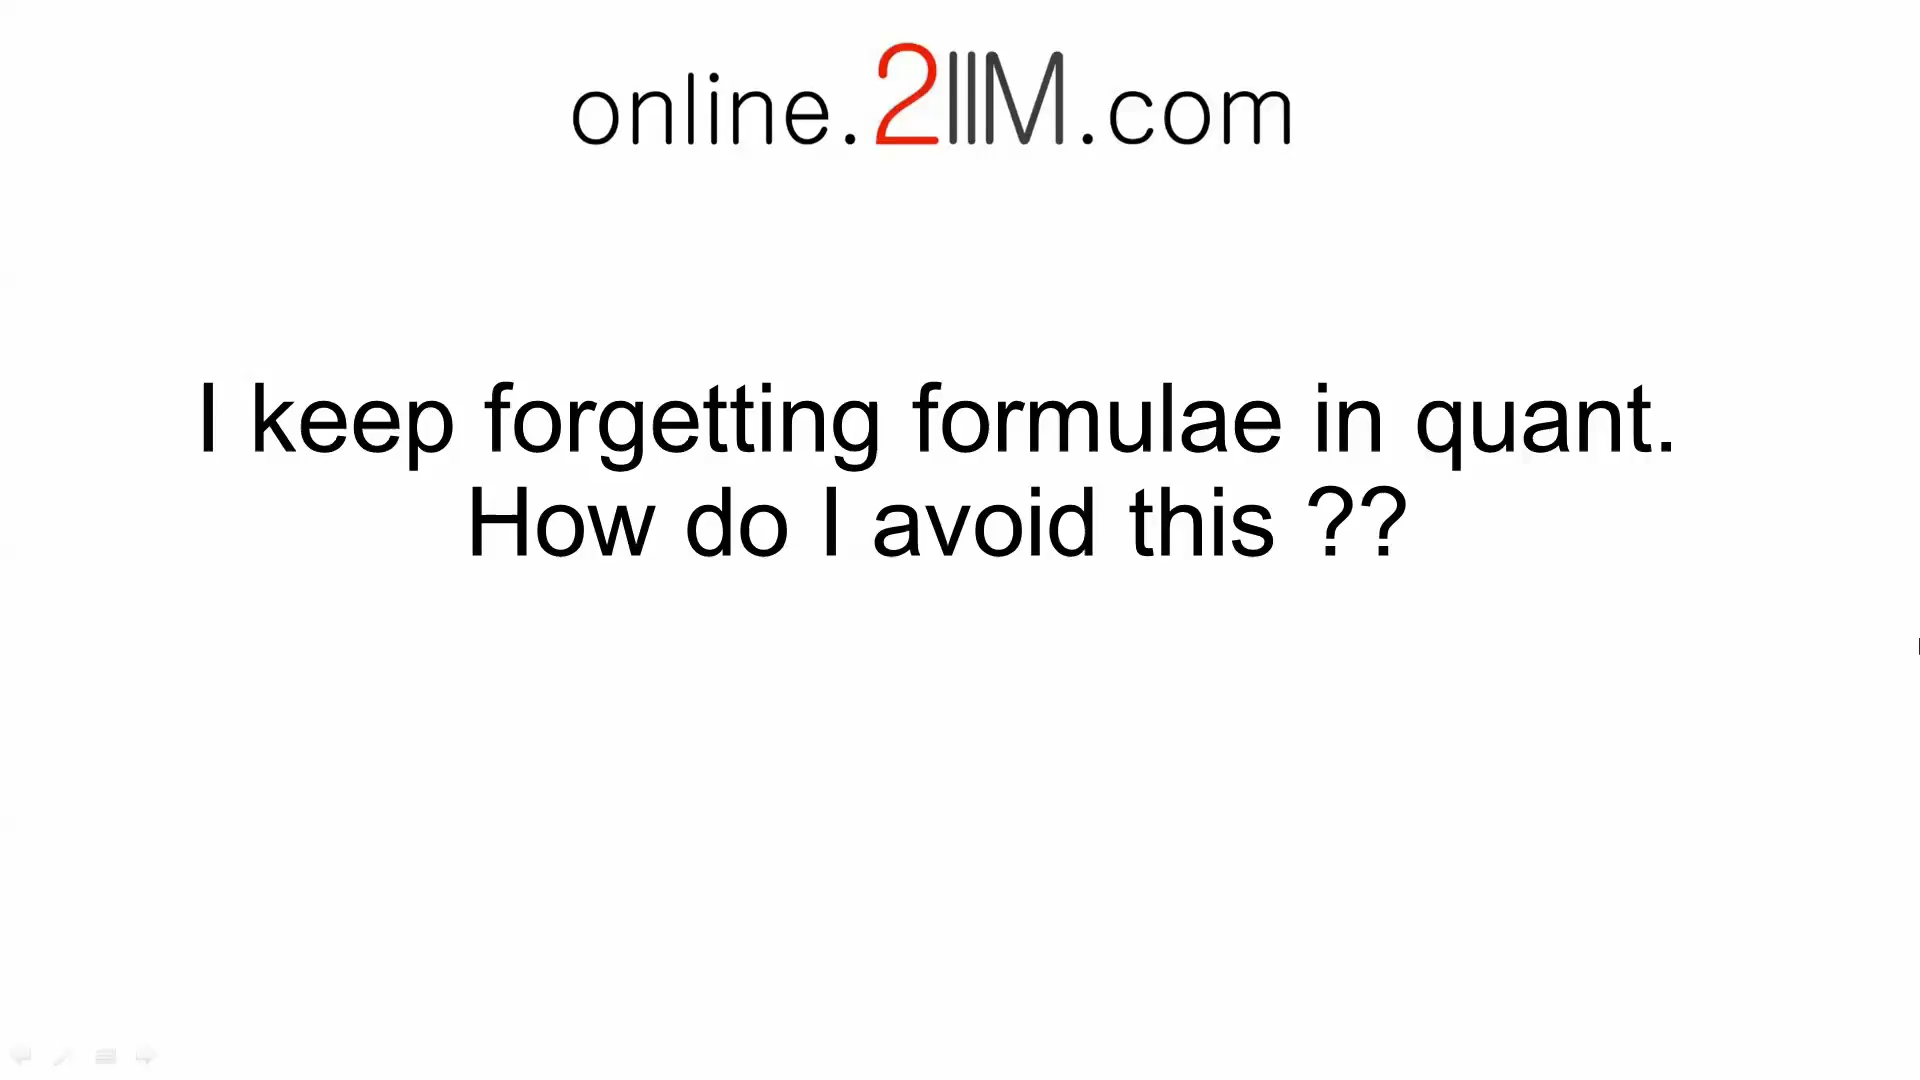 online.2IIM.com
I keep forgetting formulae in quant.
How do I avoid this ??